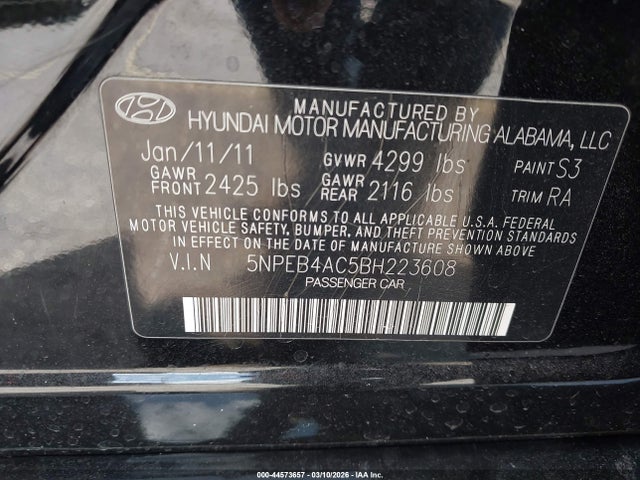 MANUFACTURED BY
HYUNDAI MOTOR MANUFACTURING ALABAMA, LLC
Jan/11/11 GVWR 4299 lbs PAINT S3
GAWR FRONT 2425 lbs GAWR REAR 2116 lbs TRIM RA
THIS VEHICLE CONFORMS TO ALL APPLICABLE U.S.A. FEDERAL
MOTOR VEHICLE SAFETY, BUMPER, AND THEFT PREVENTION STANDARDS
IN EFFECT ON THE DATE OF MANUFACTURE SHOWN ABOVE.
V.I.N 5NPEB4AC5BH223608
PASSENGER CAR
000-44573657 - 03/10/2026 - COPART/IAA